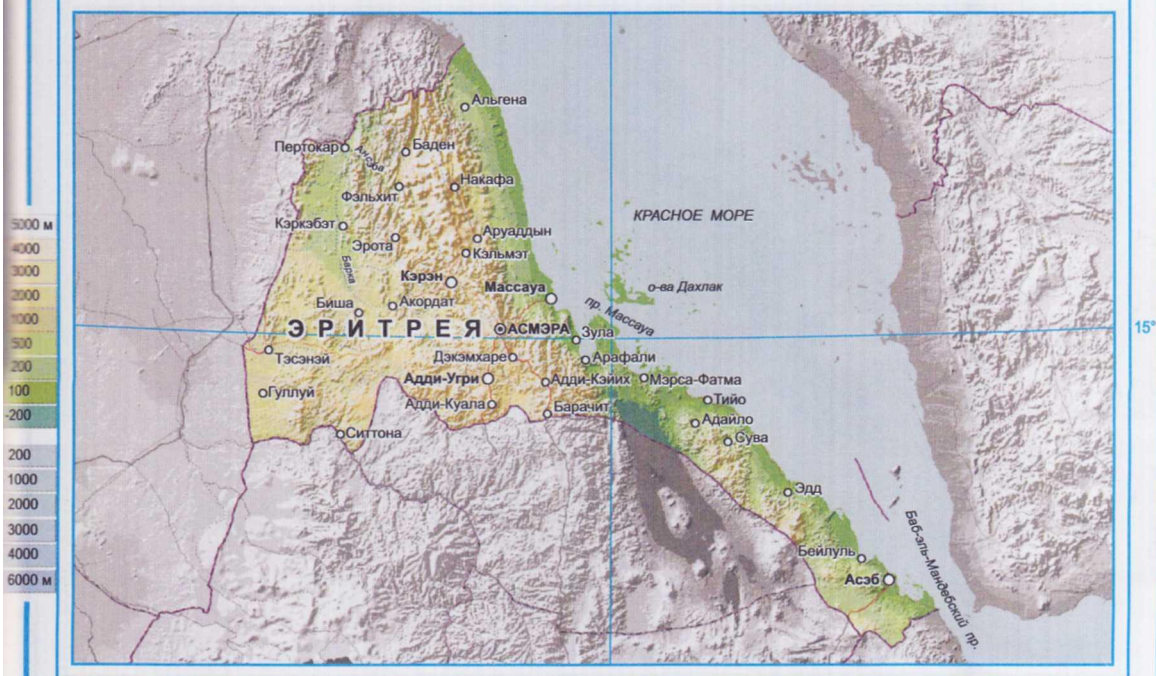 Альгена
Пертокар
Ансэба
Баден
Накафа
Фэльхит
Кэркэбэт
КРАСНОЕ МОРЕ
Эрота
Аруаддын
Кэльмэт
Барка
Кэрэн
Массауа
о-ва Дахлак
Биша
Акордат
пр. Массауа
ЭРИТРЕЯ
АСМЭРА
Зула
15°
Тэсэнэй
Дэкэмхаре
Арафали
Гуллуй
Адди-Угри
Адди-Кэйих
Мэрса-Фатма
Адди-Куала
Барачит
Тийо
Адайло
Ситтона
Сува
Эдд
Баб-эль-Мандебский пр.
Бейлуль
Асэб
5000 м
4000
3000
2000
1000
500
200
100
-200
200
1000
2000
3000
4000
6000 м